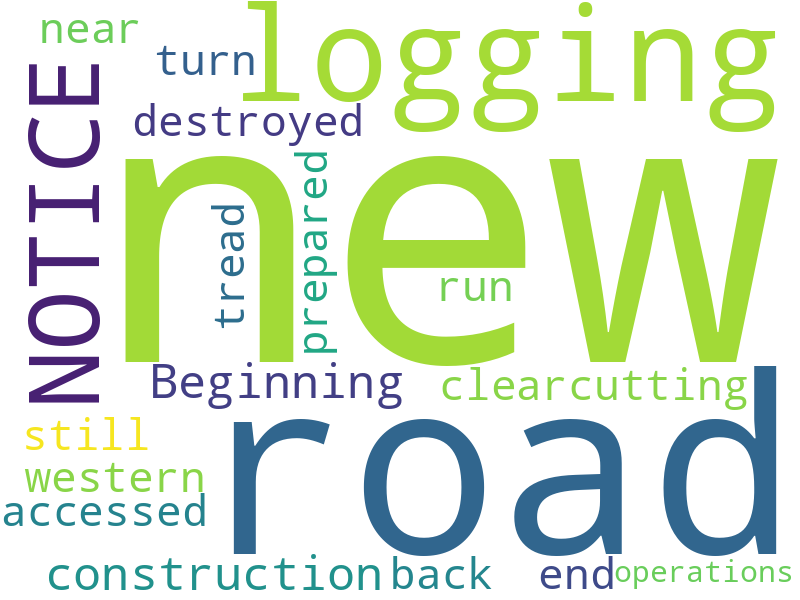 near
logging
turn
NOTICE
destroyed
new
prepared
tread
run
Beginning
clearcutting
road
still
western
accessed
construction
back
end
operations